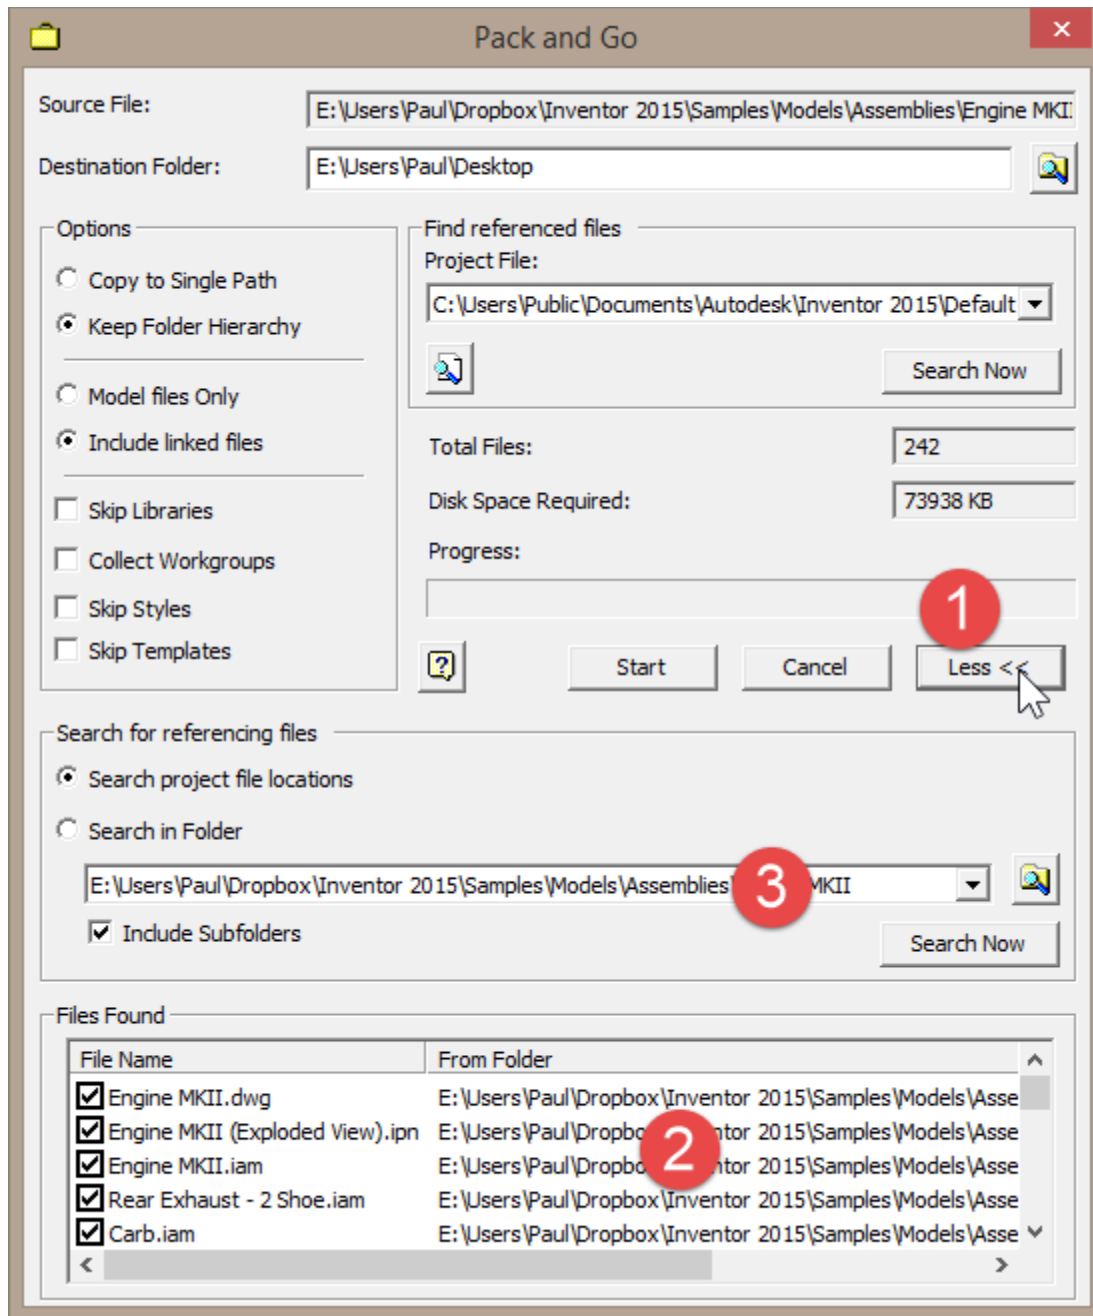 Pack and Go
Source File: E:\Users\Paul\Dropbox\Inventor 2015\Samples\Models\Assemblies\Engine MKII
Destination Folder: E:\Users\Paul\Desktop
Options
Copy to Single Path
Keep Folder Hierarchy
Model files Only
Include linked files
Skip Libraries
Collect Workgroups
Skip Styles
Skip Templates
Find referenced files
Project File:
C:\Users\Public\Documents\Autodesk\Inventor 2015\Default
Search Now
Total Files: 242
Disk Space Required: 73938 KB
Progress:
1
Start Cancel Less <<
Search for referencing files
Search project file locations
Search in Folder
E:\Users\Paul\Dropbox\Inventor 2015\Samples\Models\Assemblies 3 MKII
Include Subfolders
Search Now
Files Found
File Name From Folder
Engine MKII.dwg E:\Users\Paul\Dropbox\Inventor 2015\Samples\Models\Asse
Engine MKII (Exploded View).ipn E:\Users\Paul\Dropbo ntor 2015\Samples\Models\Asse
2
Engine MKII.iam E:\Users\Paul\Dropbo ntor 2015\Samples\Models\Asse
Rear Exhaust - 2 Shoe.iam E:\Users\Paul\Dropbox\Inventor 2015\Samples\Models\Asse
Carb.iam E:\Users\Paul\Dropbox\Inventor 2015\Samples\Models\Asse